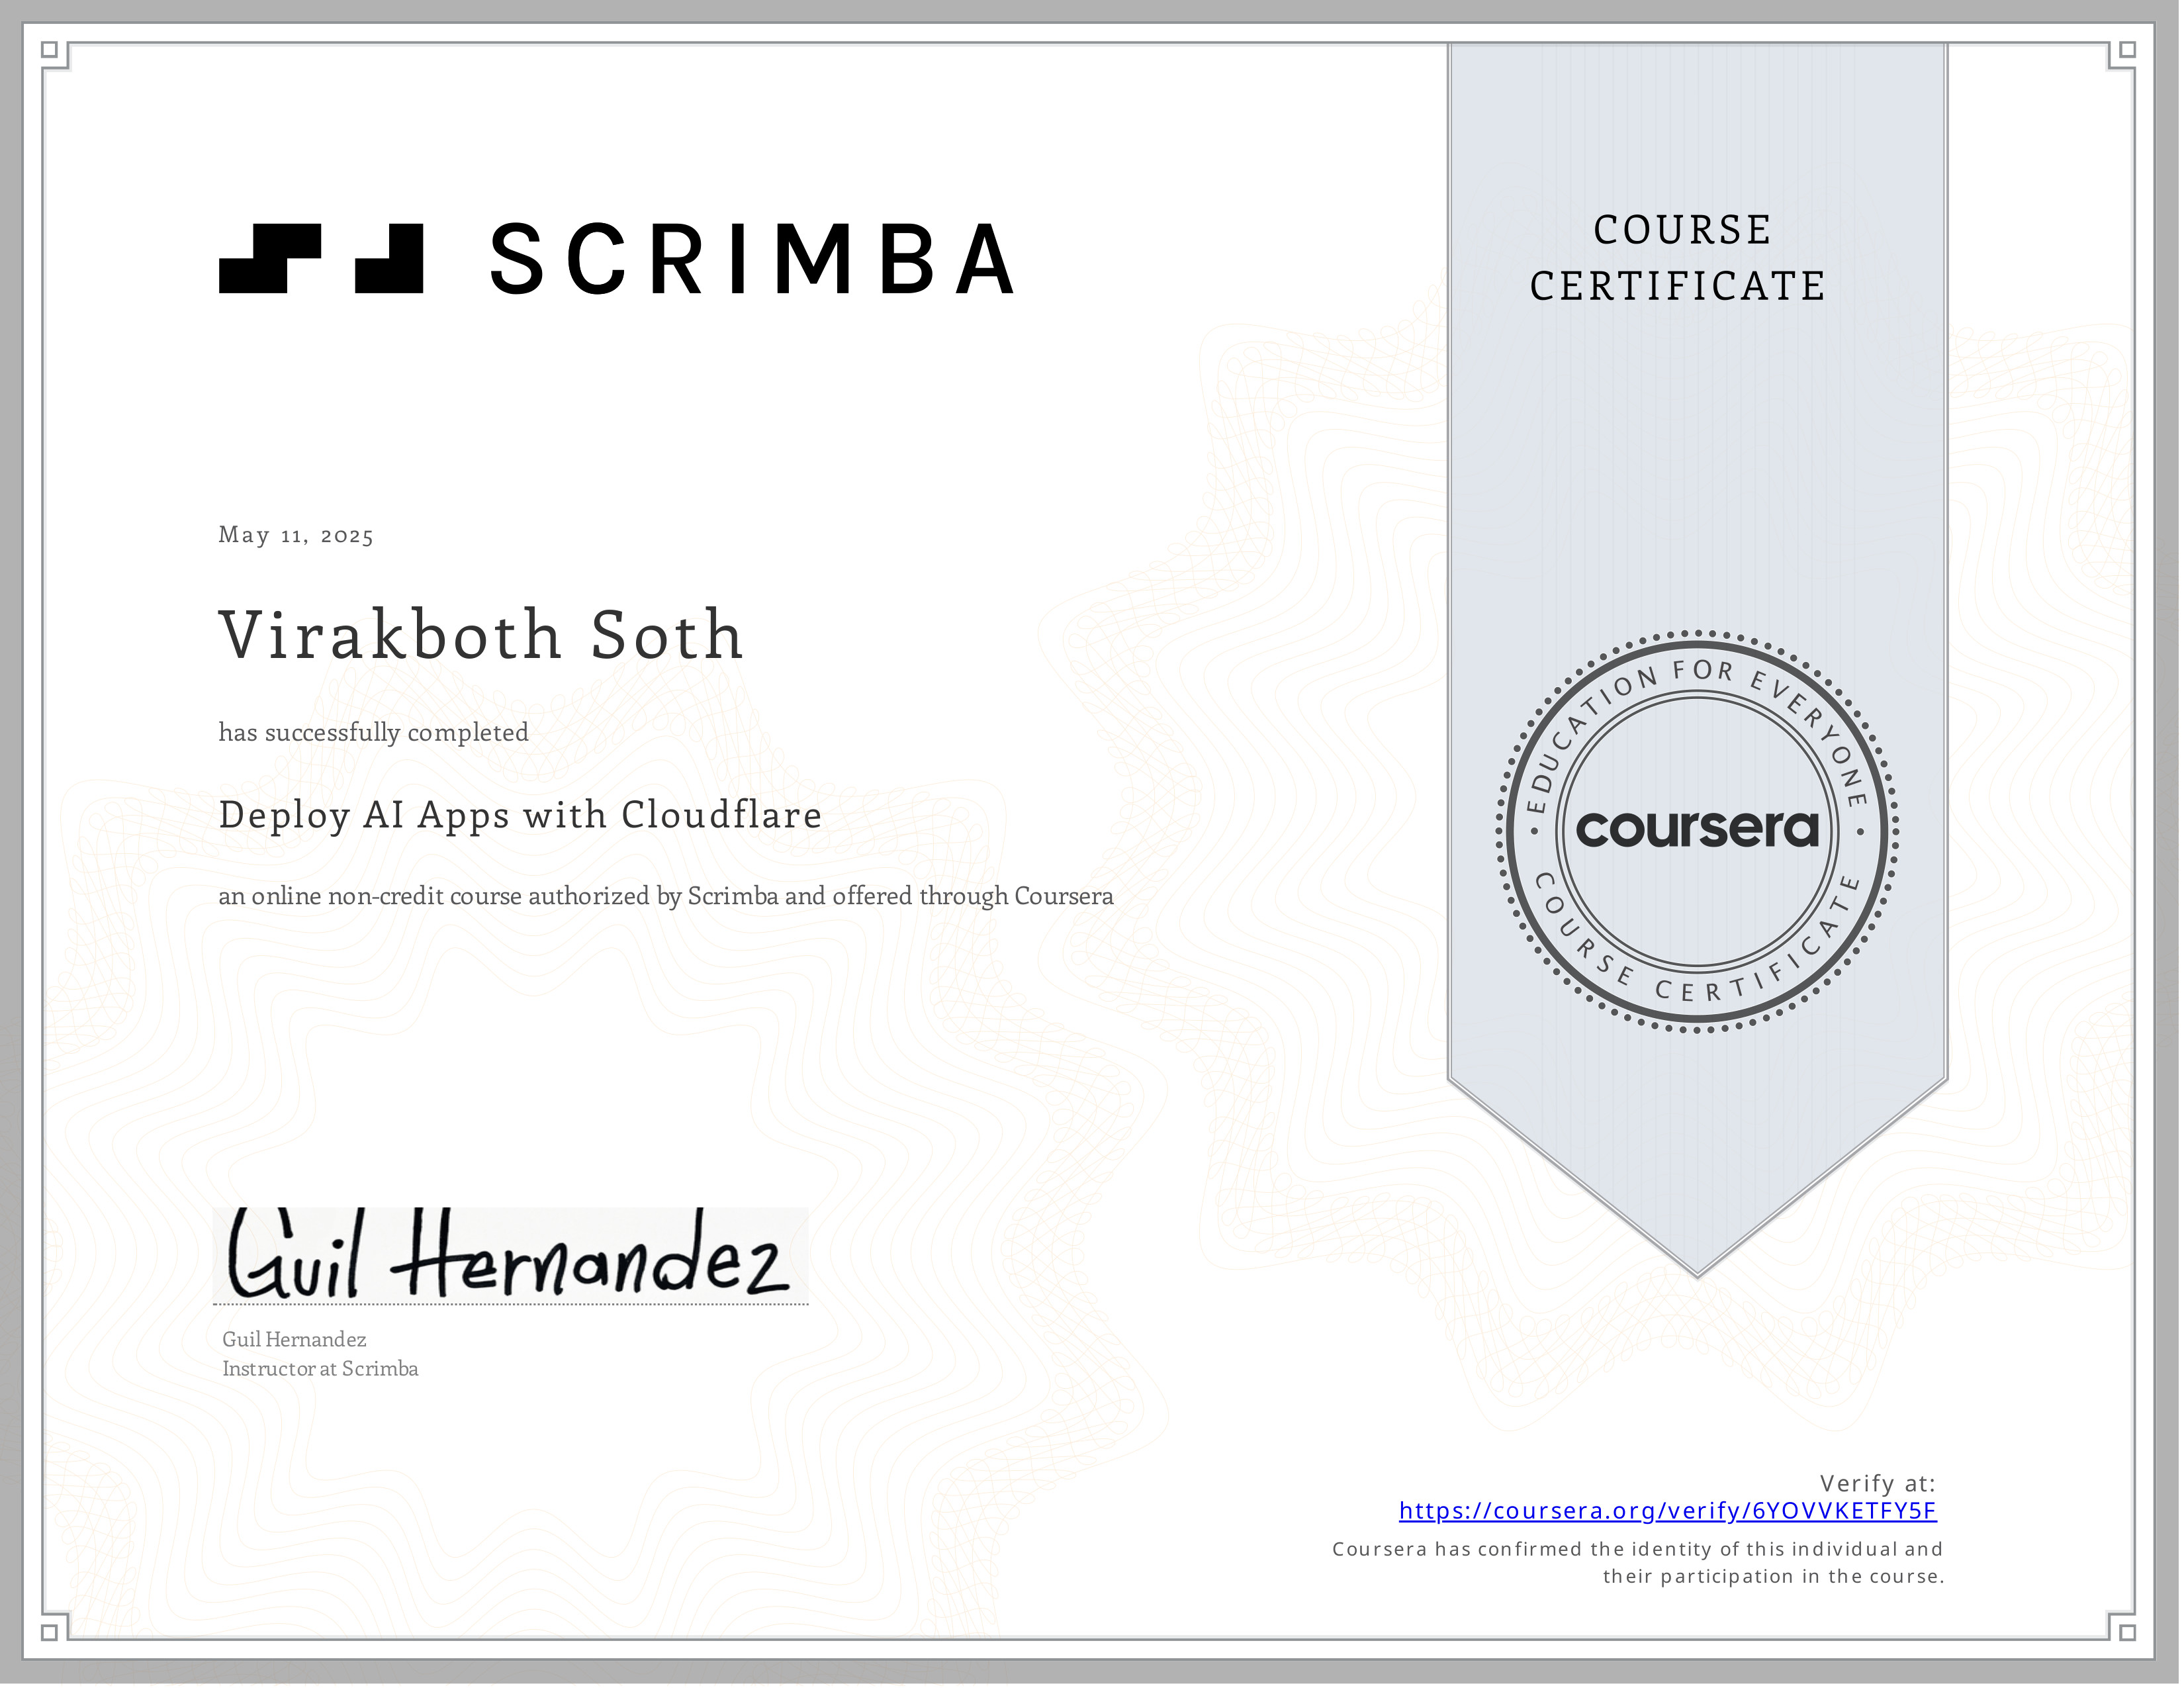 SCRIMBA
COURSE
CERTIFICATE
May 11, 2025
Virakboth Soth
has successfully completed
Deploy AI Apps with Cloudflare
an online non-credit course authorized by Scrimba and offered through Coursera
EDUCATION FOR EVERYONE
coursera
COURSE CERTIFICATE
Guil Hernandez
Guil Hernandez
Instructor at Scrimba
Verify at:
https://coursera.org/verify/6YOVVKETFY5F
Coursera has confirmed the identity of this individual and
their participation in the course.